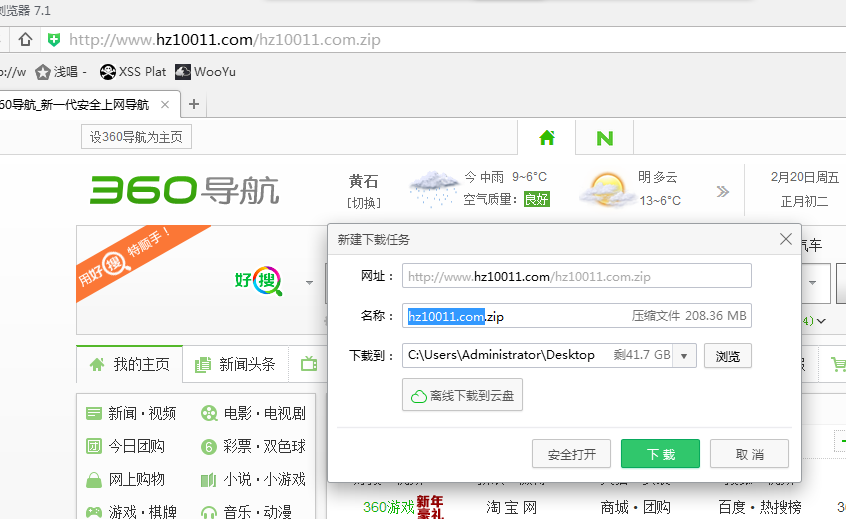 浏览器 7.1
http://www.hz10011.com/hz10011.com.zip
p://w 浅唱 - XSS Plat WooYu
60导航_新一代安全上网导航
设360导航为主页
N
360导航
黄石
[切换]
今 中雨 9~6°C
空气质量： 良好
明 多云
13~6°C
2月20日周五
正月初二
用好搜 特顺手！
好搜
汽车
4)
新建下载任务
网址： http://www.hz10011.com/hz10011.com.zip
名称： hz10011.com.zip 压缩文件 208.36 MB
下载到： C:\Users\Administrator\Desktop 剩41.7 GB 浏览
离线下载到云盘
安全打开 下 载 取 消
我的主页 新闻头条
新闻·视频 电影·电视剧
今日团购 彩票·双色球
网上购物 小说·小游戏
游戏·棋牌 音乐·动漫
360游戏 新年豪礼 淘 宝 网 商城·团购 百度·热搜榜